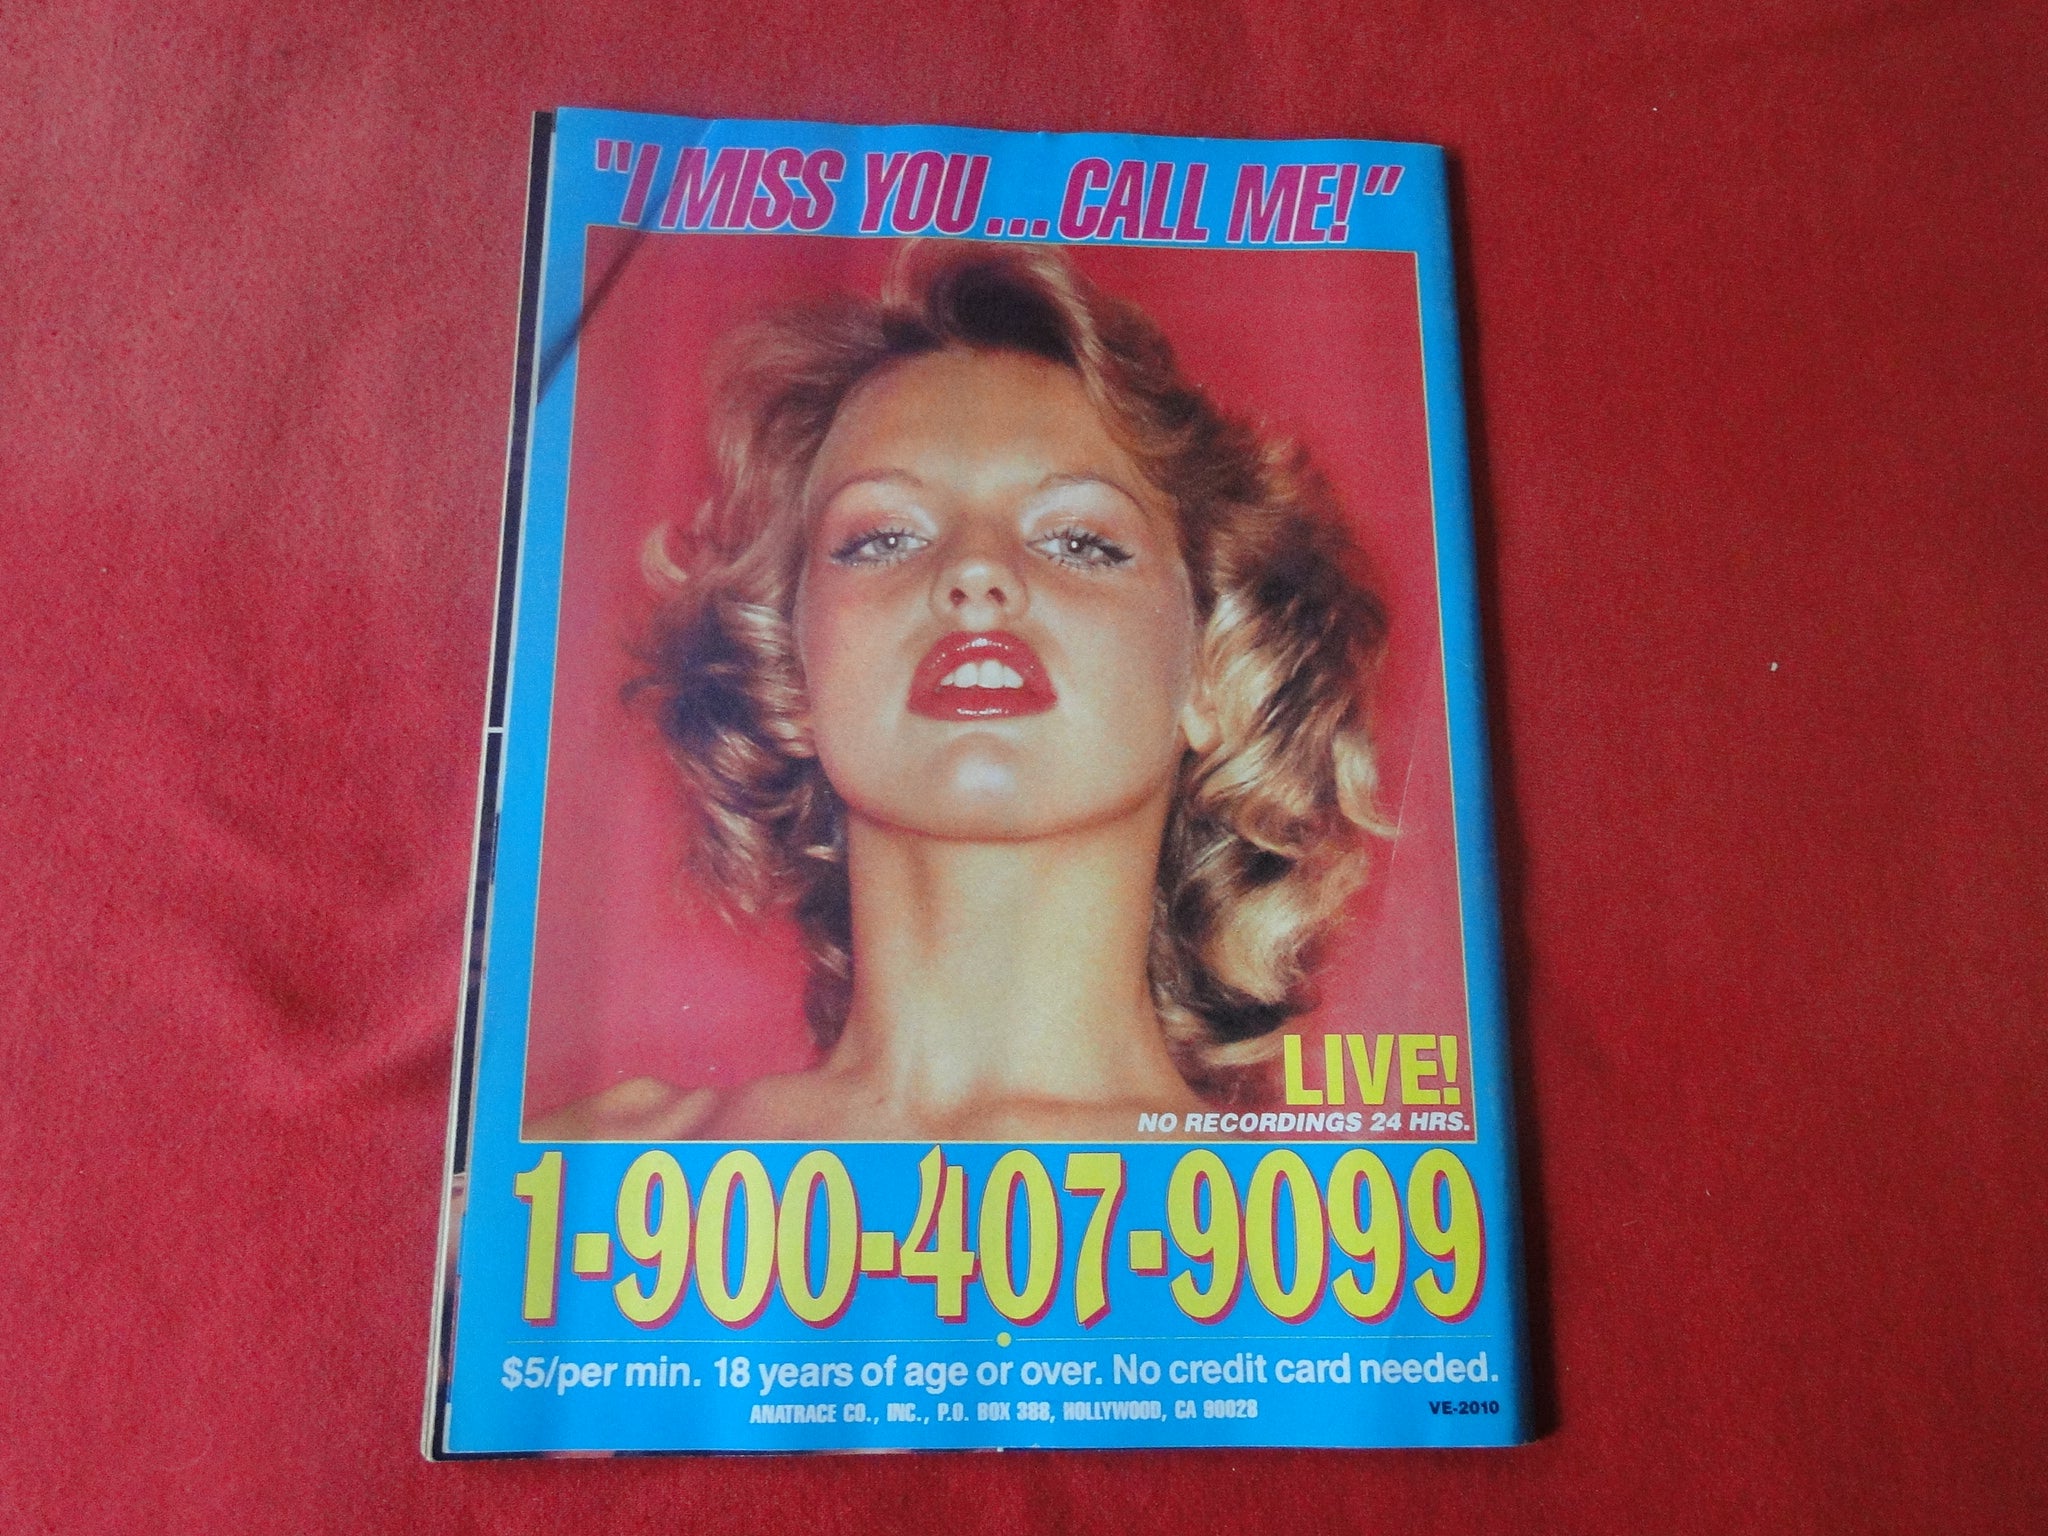 "I MISS YOU...CALL ME!"
LIVE!
NO RECORDINGS 24 HRS.
1-900-407-9099
$5/per min. 18 years of age or over. No credit card needed.
ANATRACE CO., INC., P.O. BOX 388, HOLLYWOOD, CA 90028
VE-2010